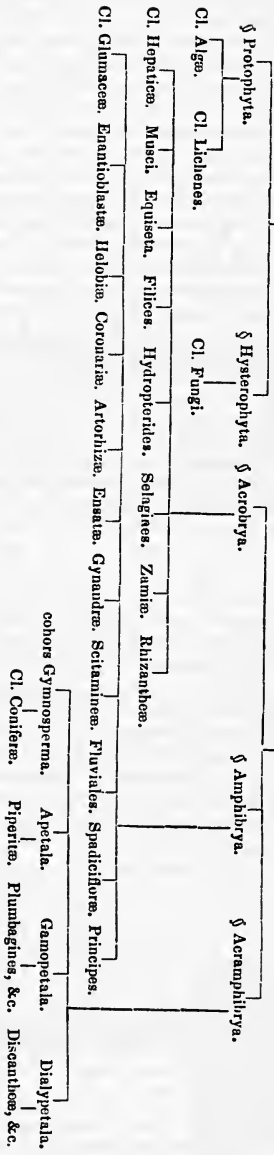 § Protophyta. § Hysterophyta. § Acrobrya. § Amphibrya. § Acramphibrya.
Cl. Algæ. Cl. Lichenes. Cl. Fungi.
Cl. Hepaticæ. Musci. Equiseta. Filices. Hydropterides. Selagines. Zamiæ. Rhizantheæ.
Cl. Glumaceæ. Enantioblastæ. Helobiæ. Coronariæ. Artorhizæ. Ensatæ. Gynandræ. Scitamineæ. Fluviales. Spadicifloræ. Principes.
cohors Gymnosperma. Apetala. Gamopetala. Dialypetala.
Cl. Coniferæ. Piperitæ. Plumbagines, &c. Discantheæ, &c.